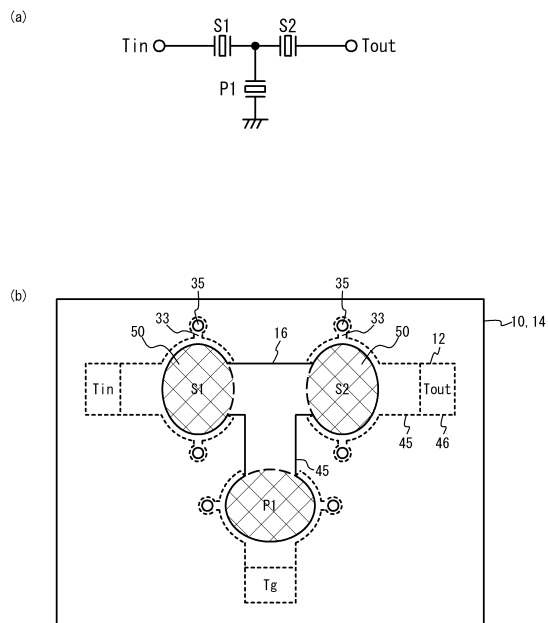 (a)
S1 S2
Tin Tout
P1
(b)
35 35
33 33
50 16 50 12 10, 14
Tin S1 S2 Tout
45 46
45
P1
Tg